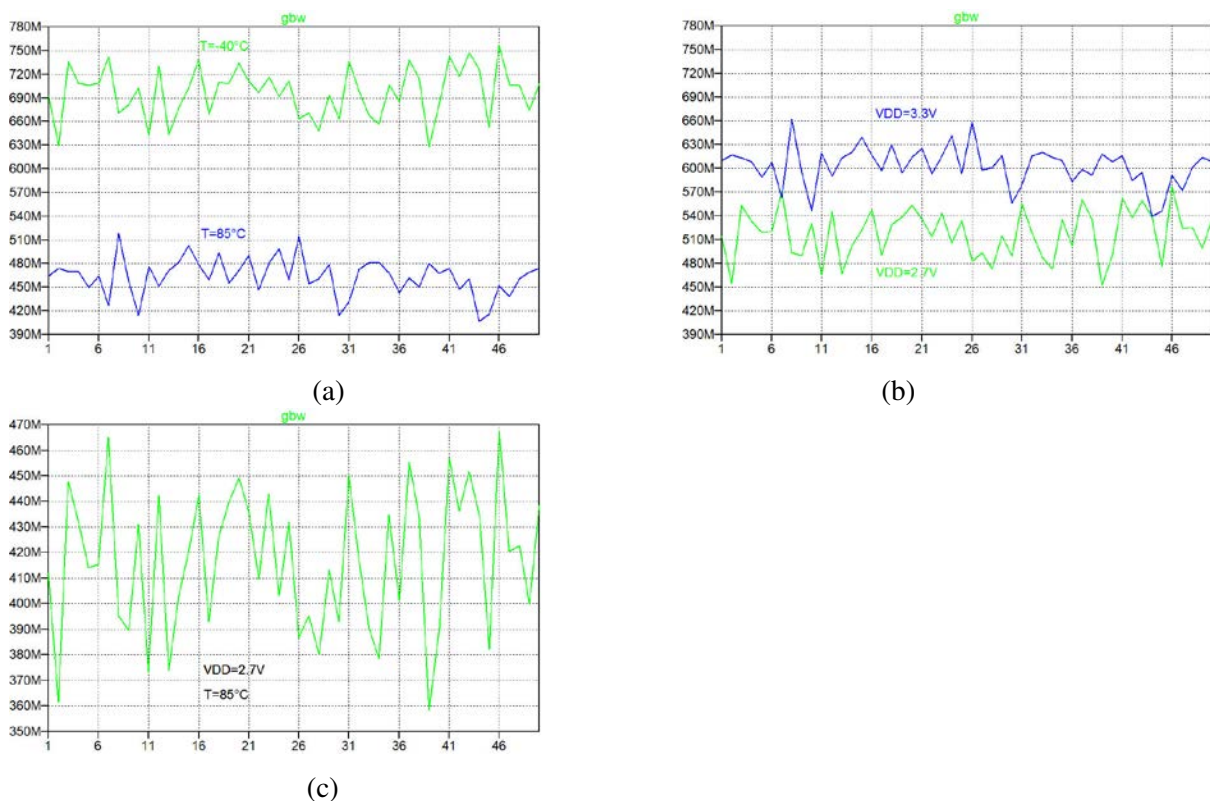 gbw
780M
750M
720M
690M
660M
630M
600M
570M
540M
510M
480M
450M
420M
390M
T=-40°C
T=85°C
1 6 11 16 21 26 31 36 41 46
(a)
gbw
780M
750M
720M
690M
660M
630M
600M
570M
540M
510M
480M
450M
420M
390M
VDD=3.3V
VDD=2.7V
1 6 11 16 21 26 31 36 41 46
(b)
gbw
470M
460M
450M
440M
430M
420M
410M
400M
390M
380M
370M
360M
350M
VDD=2.7V
T=85°C
1 6 11 16 21 26 31 36 41 46
(c)